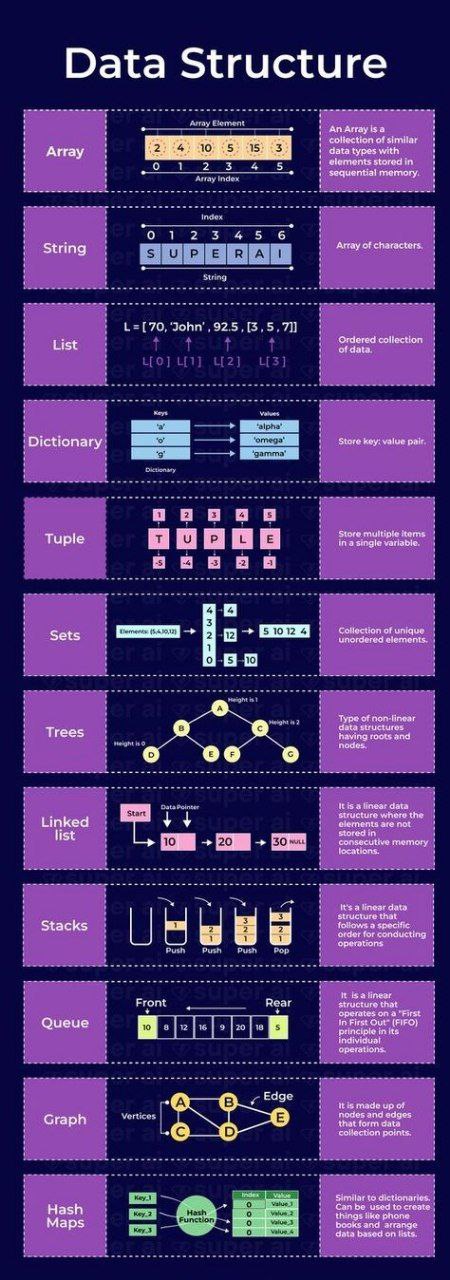 Data Structure
Array
Array Element
2 4 10 5 15 3
0 1 2 3 4 5
Array Index
An Array is a
collection of similar
data types with
elements stored in
sequential memory.
String
Index
0 1 2 3 4 5 6
S U P E R A I
String
Array of characters.
List
L = [ 70, 'John' , 92.5 , [3 , 5 , 7]]
L[ 0 ] L[ 1 ] L[ 2 ] L[ 3 ]
Ordered collection
of data.
Dictionary
Keys Values
'a' 'alpha'
'o' 'omega'
'g' 'gamma'
Dictionary
Store key: value pair.
Tuple
1 2 3 4 5
T U P L E
-5 -4 -3 -2 -1
Store multiple items
in a single variable.
Sets
Elements: {5,4,10,12}
4 4
3
2 12
1
0 5 10
5 10 12 4
Collection of unique
unordered elements.
Trees
Height is 1
A
Height is 2
B C
Height is 0
D E F G
Type of non-linear
data structures
having roots and
nodes.
Linked
list
Start
Data Pointer
10 20 30 NULL
It is a linear data
structure where the
elements are not
stored in
consecutive memory
locations.
Stacks
1
2
1
3
2
1
3
2
1
Push Push Push Pop
It's a linear data
structure that
follows a specific
order for conducting
operations
Queue
Front Rear
10 8 12 16 9 20 18 5
It is a linear
structure that
operates on a "First
In First Out" (FIFO)
principle in its
individual
operations.
Graph
Vertices
A B
Edge
E
C D
It is made up of
nodes and edges
that form data
collection points.
Hash
Maps
Key_1
Key_2
Key_3
Hash
Function
Index Value
0 Value_1
0 Value_2
0 Value_3
0 Value_4
Similar to dictionaries.
Can be used to create
things like phone
books and arrange
data based on lists.